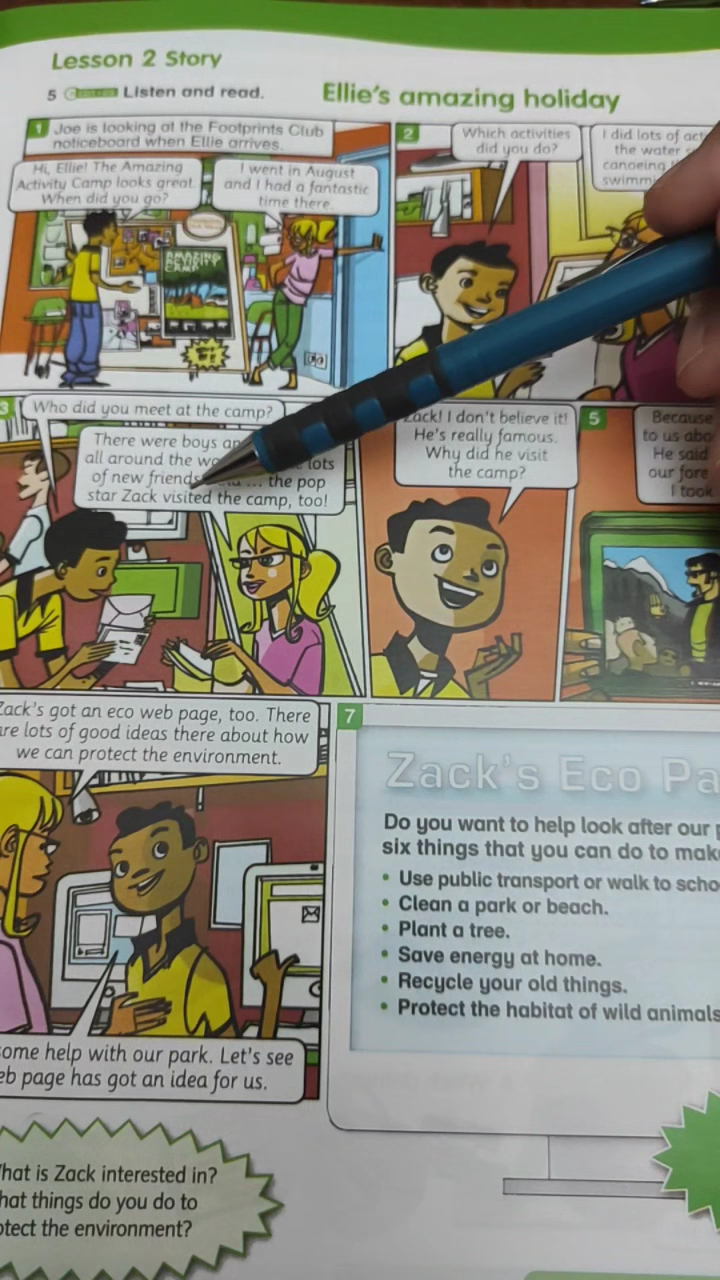 Lesson 2 Story
5 Listen and read.
Ellie's amazing holiday
1 Joe is looking at the Footprints Club
noticeboard when Ellie arrives.
Hi, Ellie! The Amazing
Activity Camp looks great.
When did you go?
I went in August
and I had a fantastic
time there.
AMAZING
ACTIVITY
CAMP
2
Which activities
did you do?
I did lots of act
the water
canoeing
swimmi
3
Who did you meet at the camp?
There were boys an
all around the wo lots
of new friends ... the pop
star Zack visited the camp, too!
Zack! I don't believe it!
He's really famous.
Why did he visit
the camp?
5
Because
to us abo
He said
our fore
I took
Zack's got an eco web page, too. There
are lots of good ideas there about how
we can protect the environment.
ome help with our park. Let's see
eb page has got an idea for us.
7
Zack's Eco Pa
Do you want to help look after our p
six things that you can do to make
• Use public transport or walk to scho
• Clean a park or beach.
• Plant a tree.
• Save energy at home.
• Recycle your old things.
• Protect the habitat of wild animals
hat is Zack interested in?
hat things do you do to
otect the environment?